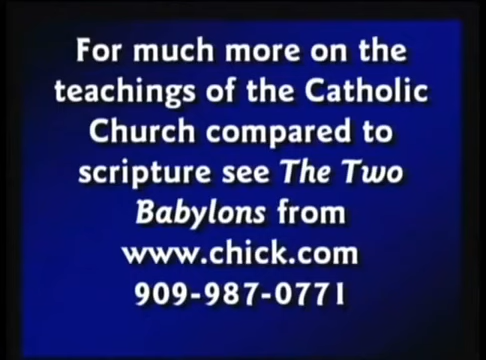 For much more on the
teachings of the Catholic
Church compared to
scripture see The Two
Babylons from
www.chick.com
909-987-0771